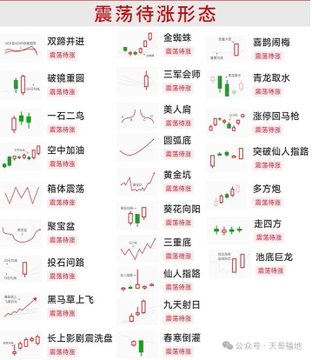 震荡待涨形态
双蹄并进
震荡待涨
破镜重圆
震荡待涨
一石二鸟
震荡待涨
空中加油
震荡待涨
箱体震荡
震荡待涨
聚宝盆
聚宝盆
震荡待涨
投石问路
震荡待涨
黑马草上飞
震荡待涨
长上影剧震洗盘
震荡待涨
金蜘蛛
震荡待涨
三军会师
震荡待涨
美人肩
震荡待涨
圆弧底
震荡待涨
黄金坑
震荡待涨
葵花向阳
震荡待涨
三重底
震荡待涨
仙人指路
震荡待涨
九天射日
震荡待涨
春寒倒灌
震荡待涨
喜鹊闹梅
震荡待涨
青龙取水
震荡待涨
涨停回马枪
震荡待涨
突破仙人指路
震荡待涨
多方炮
震荡待涨
走四方
震荡待涨
池底巨龙
震荡待涨
公众号·天哥福地